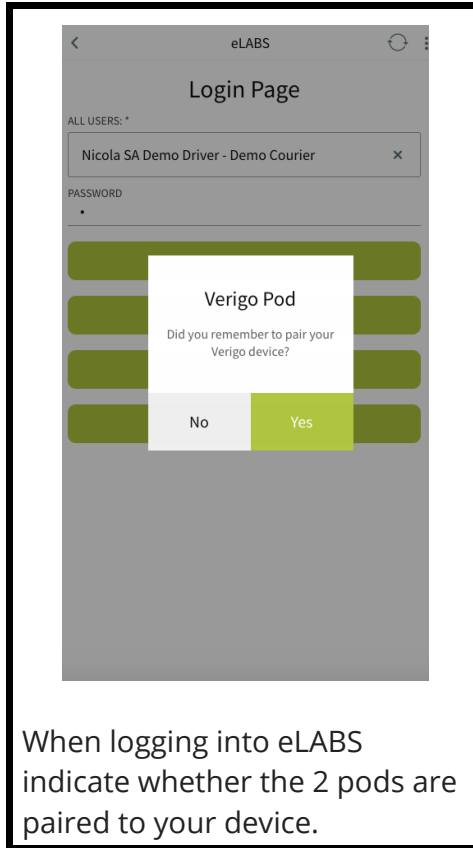 eLABS
Login Page
ALL USERS: *
Nicola SA Demo Driver - Demo Courier ×
PASSWORD
•
Verigo Pod
Did you remember to pair your
Verigo device?
No Yes
When logging into eLABS
indicate whether the 2 pods are
paired to your device.